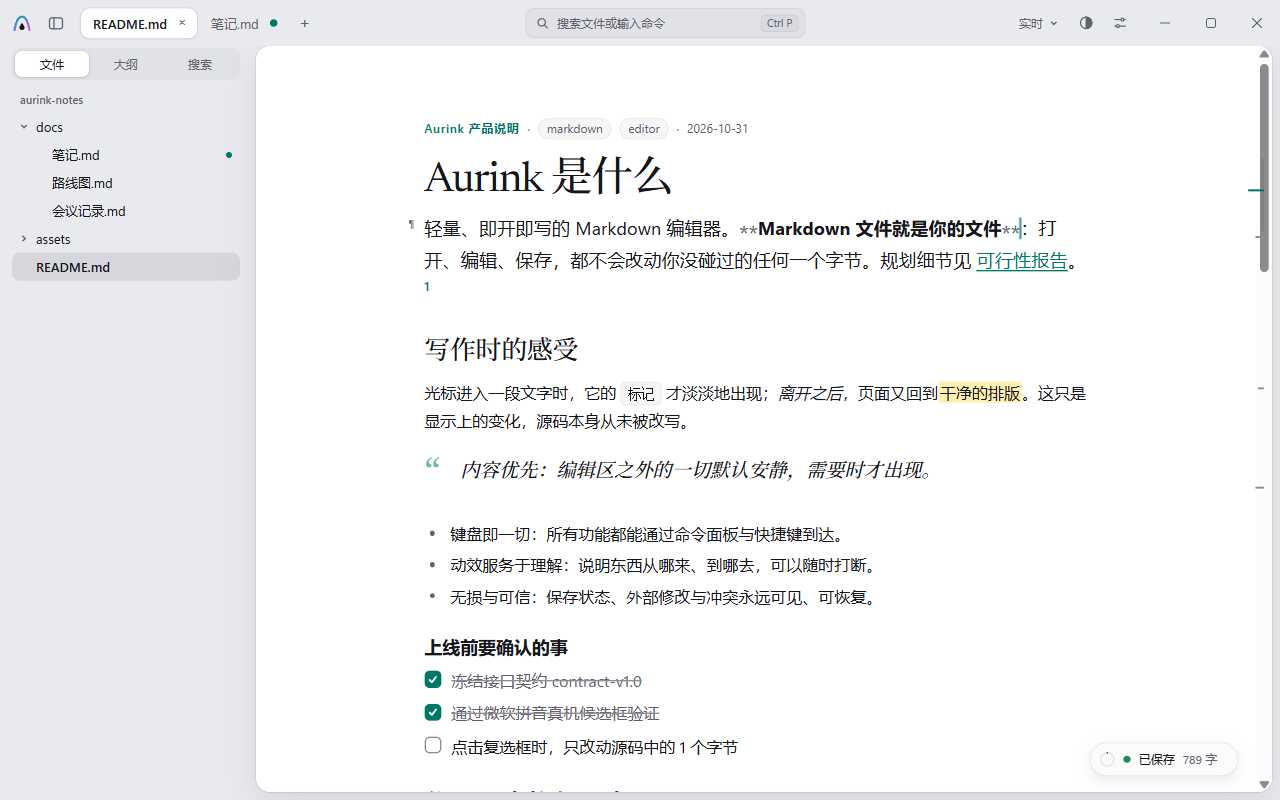 README.md ×
笔记.md
+
搜索文件或输入命令 Ctrl P
实时
文件 大纲 搜索
aurink-notes
docs
笔记.md
路线图.md
会议记录.md
assets
README.md
Aurink 产品说明 · markdown editor · 2026-10-31
Aurink 是什么
¶ 轻量、即开即写的 Markdown 编辑器。**Markdown 文件就是你的文件**：打
开、编辑、保存，都不会改动你没碰过的任何一个字节。规划细节见 可行性报告。
1
写作时的感受
光标进入一段文字时，它的 标记 才淡淡地出现；离开之后，页面又回到干净的排版。这只是
显示上的变化，源码本身从未被改写。
“ 内容优先：编辑区之外的一切默认安静，需要时才出现。
• 键盘即一切：所有功能都能通过命令面板与快捷键到达。
• 动效服务于理解：说明东西从哪来、到哪去，可以随时打断。
• 无损与可信：保存状态、外部修改与冲突永远可见、可恢复。
上线前要确认的事
冻结接口契约 contract-v1.0
通过微软拼音真机候选框验证
点击复选框时，只改动源码中的 1 个字节
已保存 789 字